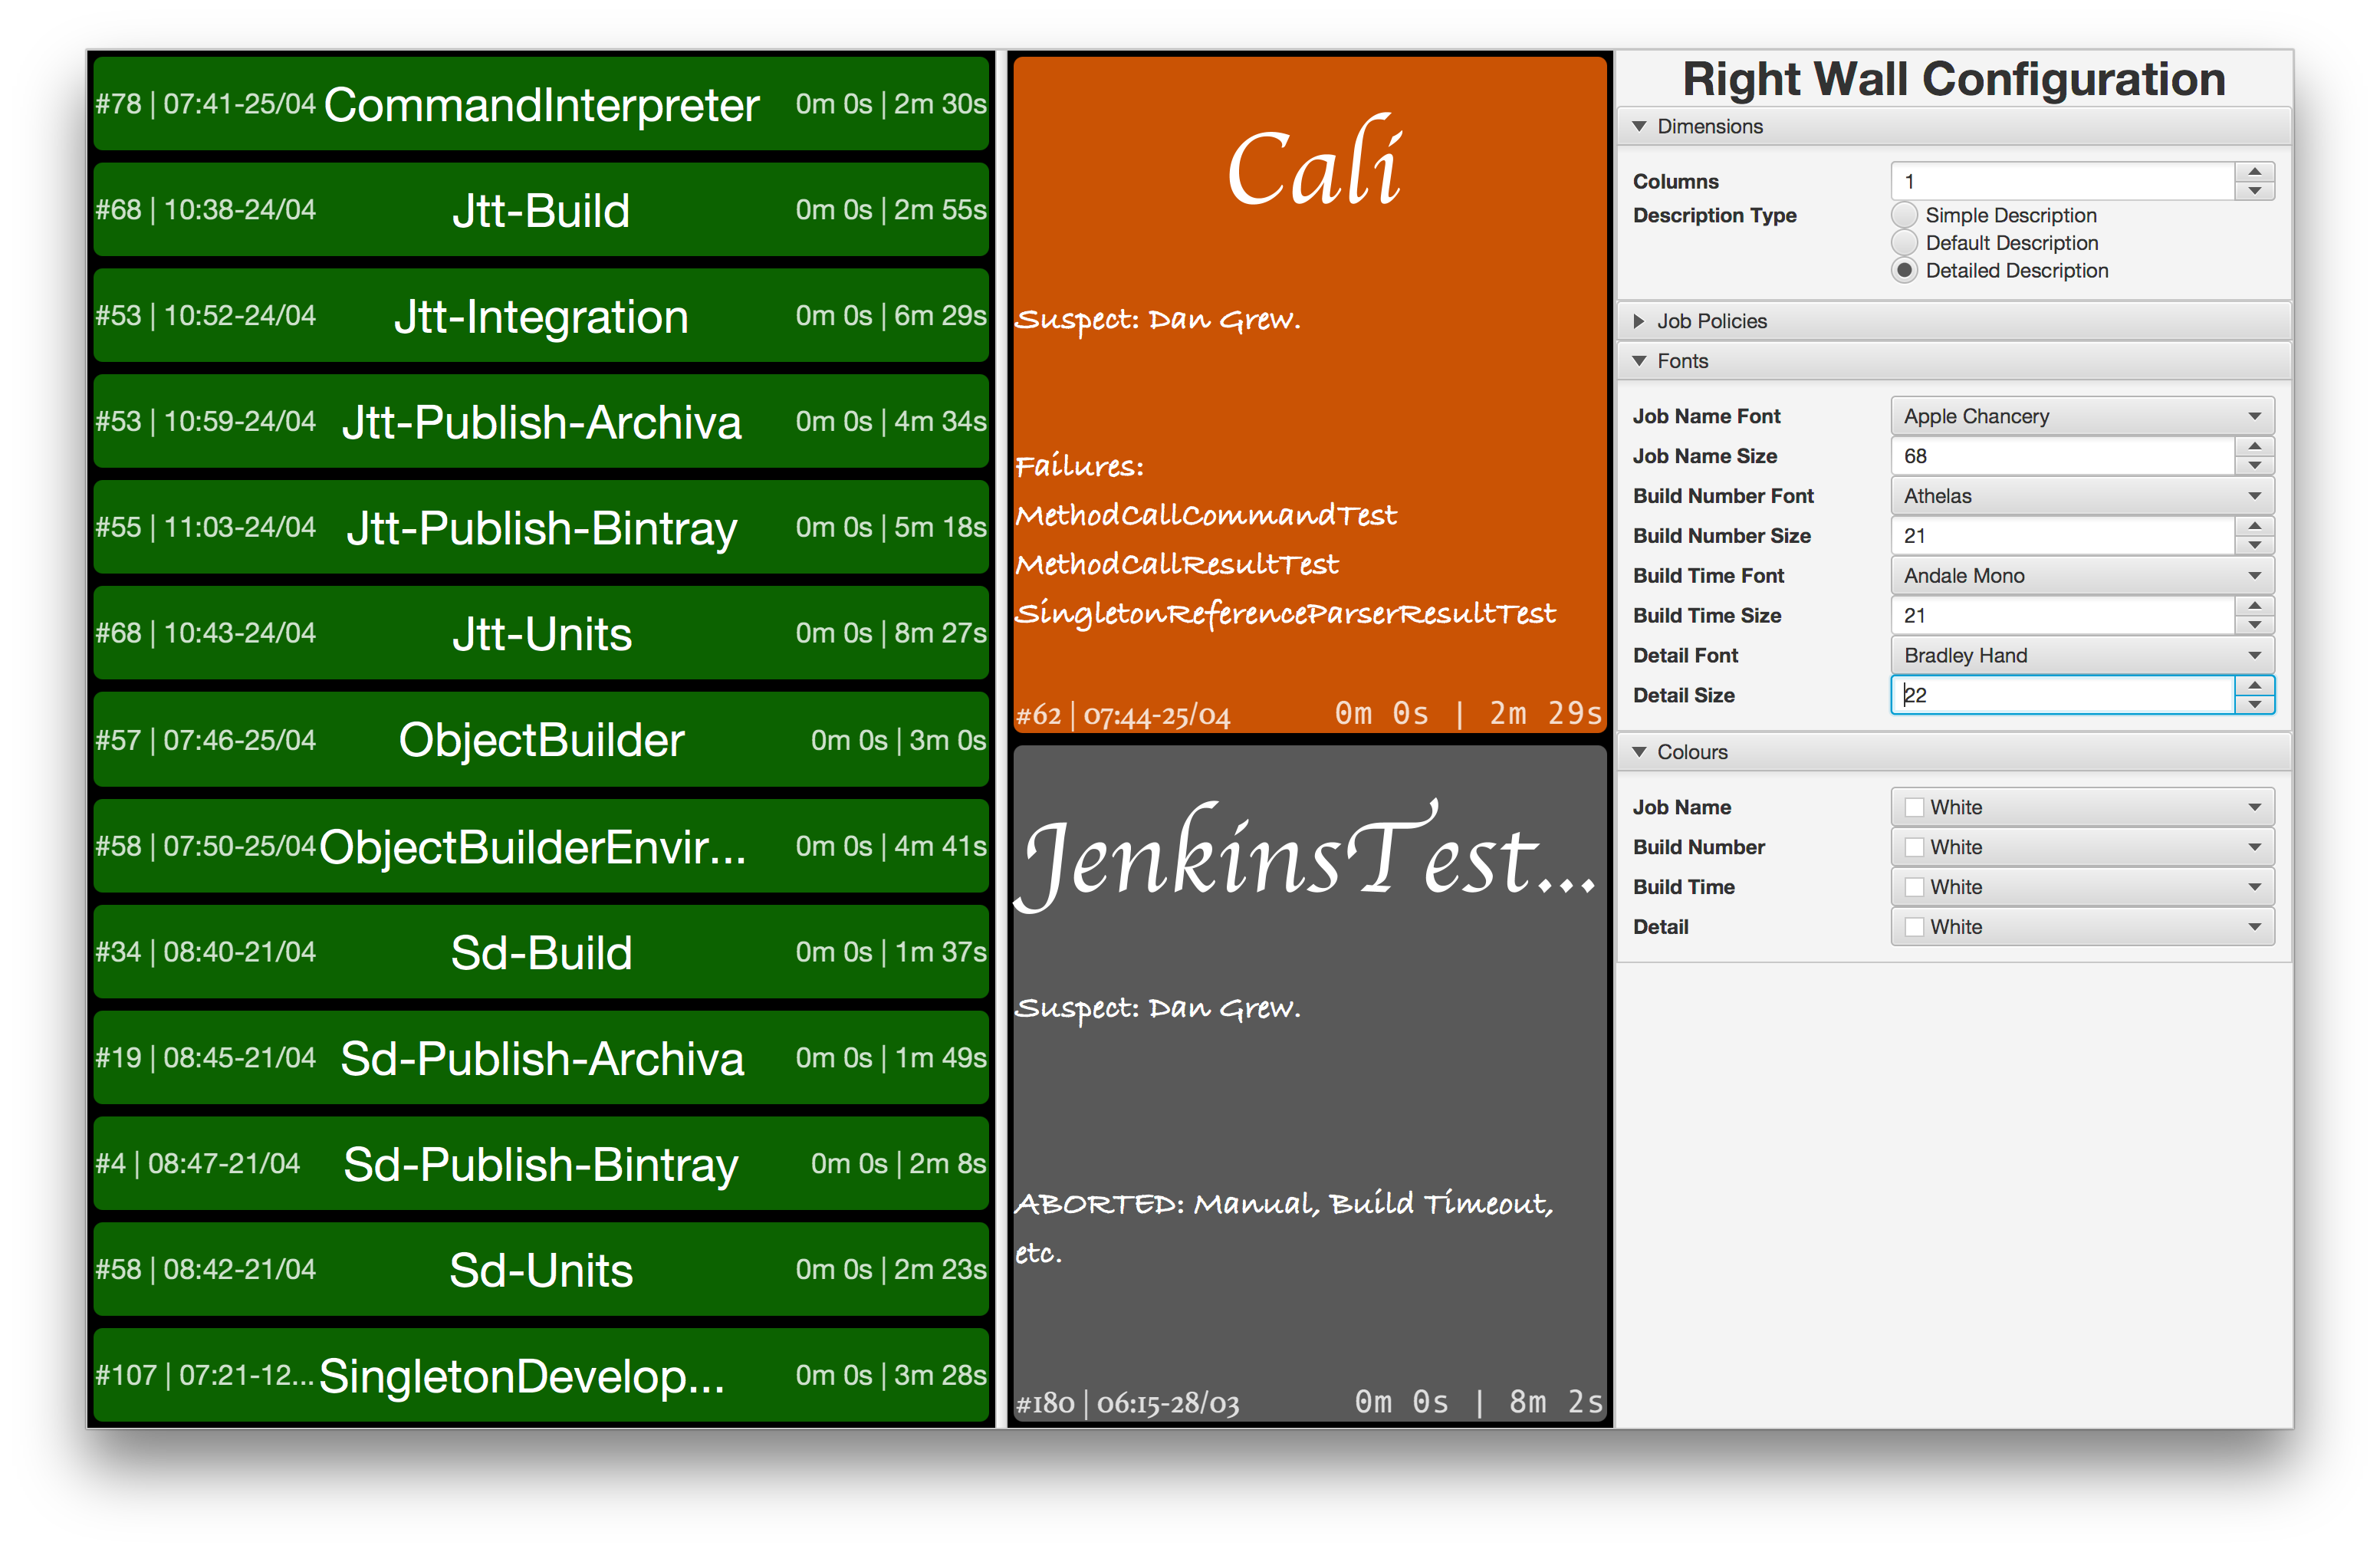 #78 | 07:41-25/04 CommandInterpreter 0m 0s | 2m 30s
#68 | 10:38-24/04 Jtt-Build 0m 0s | 2m 55s
#53 | 10:52-24/04 Jtt-Integration 0m 0s | 6m 29s
#53 | 10:59-24/04 Jtt-Publish-Archiva 0m 0s | 4m 34s
#55 | 11:03-24/04 Jtt-Publish-Bintray 0m 0s | 5m 18s
#68 | 10:43-24/04 Jtt-Units 0m 0s | 8m 27s
#57 | 07:46-25/04 ObjectBuilder 0m 0s | 3m 0s
#58 | 07:50-25/04 ObjectBuilderEnvir... 0m 0s | 4m 41s
#34 | 08:40-21/04 Sd-Build 0m 0s | 1m 37s
#19 | 08:45-21/04 Sd-Publish-Archiva 0m 0s | 1m 49s
#4 | 08:47-21/04 Sd-Publish-Bintray 0m 0s | 2m 8s
#58 | 08:42-21/04 Sd-Units 0m 0s | 2m 23s
#107 | 07:21-12... SingletonDevelop... 0m 0s | 3m 28s
Cali
Suspect: Dan Grew.
Failures:
MethodCallCommandTest
MethodCallResultTest
SingletonReferenceParserResultTest
#62 | 07:44-25/04 0m 0s | 2m 29s
JenkinsTest...
Suspect: Dan Grew.
ABORTED: Manual, Build Timeout,
etc.
#180 | 06:15-28/03 0m 0s | 8m 2s
Right Wall Configuration
Dimensions
Columns 1
Description Type Simple Description
Default Description
Detailed Description
Job Policies
Fonts
Job Name Font Apple Chancery
Job Name Size 68
Build Number Font Athelas
Build Number Size 21
Build Time Font Andale Mono
Build Time Size 21
Detail Font Bradley Hand
Detail Size 22
Colours
Job Name White
Build Number White
Build Time White
Detail White